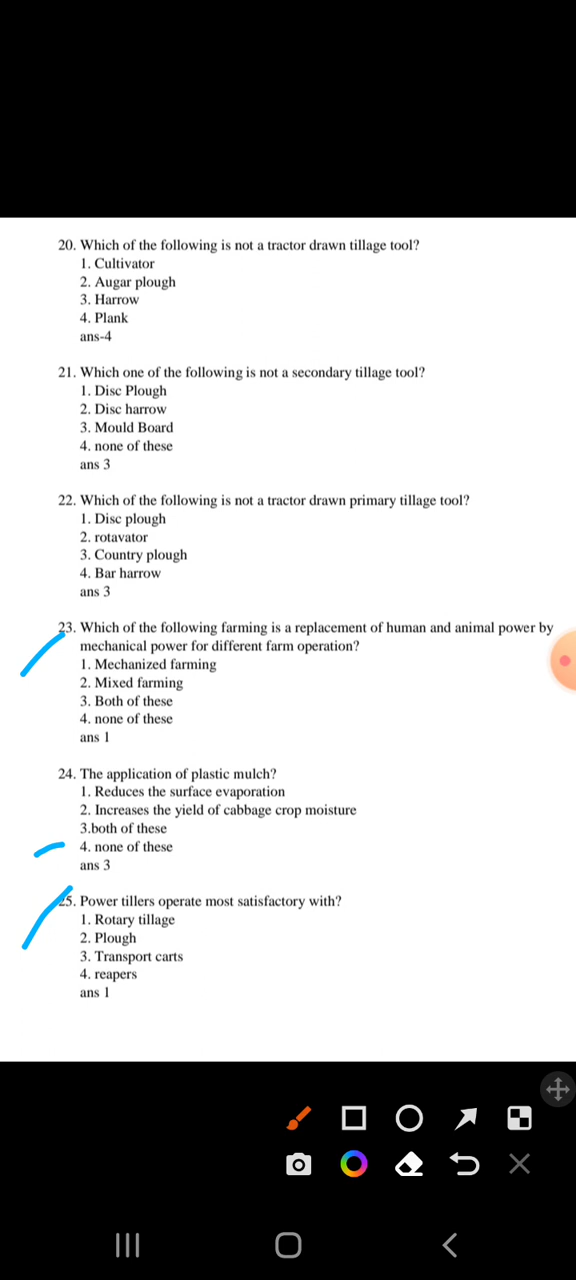 20. Which of the following is not a tractor drawn tillage tool?
1. Cultivator
2. Augar plough
3. Harrow
4. Plank
ans-4
21. Which one of the following is not a secondary tillage tool?
1. Disc Plough
2. Disc harrow
3. Mould Board
4. none of these
ans 3
22. Which of the following is not a tractor drawn primary tillage tool?
1. Disc plough
2. rotavator
3. Country plough
4. Bar harrow
ans 3
23. Which of the following farming is a replacement of human and animal power by
mechanical power for different farm operation?
1. Mechanized farming
2. Mixed farming
3. Both of these
4. none of these
ans 1
24. The application of plastic mulch?
1. Reduces the surface evaporation
2. Increases the yield of cabbage crop moisture
3.both of these
4. none of these
ans 3
25. Power tillers operate most satisfactory with?
1. Rotary tillage
2. Plough
3. Transport carts
4. reapers
ans 1